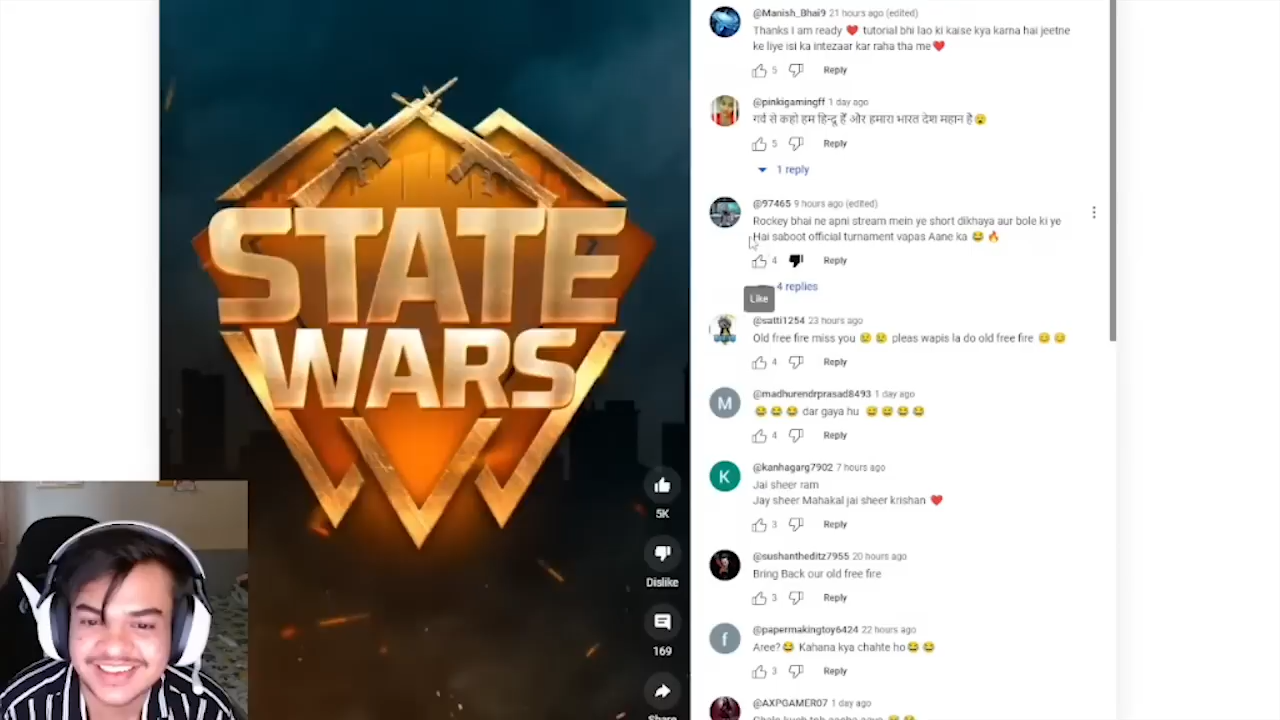 STATE
WARS
5K
Dislike
169
Share
@Manish_Bhai9 21 hours ago (edited)
Thanks I am ready ❤️ tutorial bhi lao ki kaise kya karna hai jeetne
ke liye isi ka intezaar kar raha tha me❤️
5 Reply
@pinkigamingff 1 day ago
गर्व से कहो हम हिन्दू हैं और हमारा भारत देश महान है😮
5 Reply
1 reply
@97465 9 hours ago (edited)
Rockey bhai ne apni stream mein ye short dikhaya aur bole ki ye
Hai saboot official turnament vapas Aane ka 😂 🔥
4 Reply
4 replies
Like
@satti1254 23 hours ago
Old free fire miss you 😢 😢 pleas wapis la do old free fire 😊 😊
4 Reply
M
@madhurendrprasad8493 1 day ago
😂 😂 😂 dar gaya hu 😅 😅 😂 😂
4 Reply
K
@kanhagarg7902 7 hours ago
Jai sheer ram
Jay sheer Mahakal jai sheer krishan ❤️
3 Reply
@sushantheditz7955 20 hours ago
Bring Back our old free fire
3 Reply
f
@papermakingtoy6424 22 hours ago
Aree?😂 Kahana kya chahte ho😂 😂
3 Reply
@AXPGAMER07 1 day ago